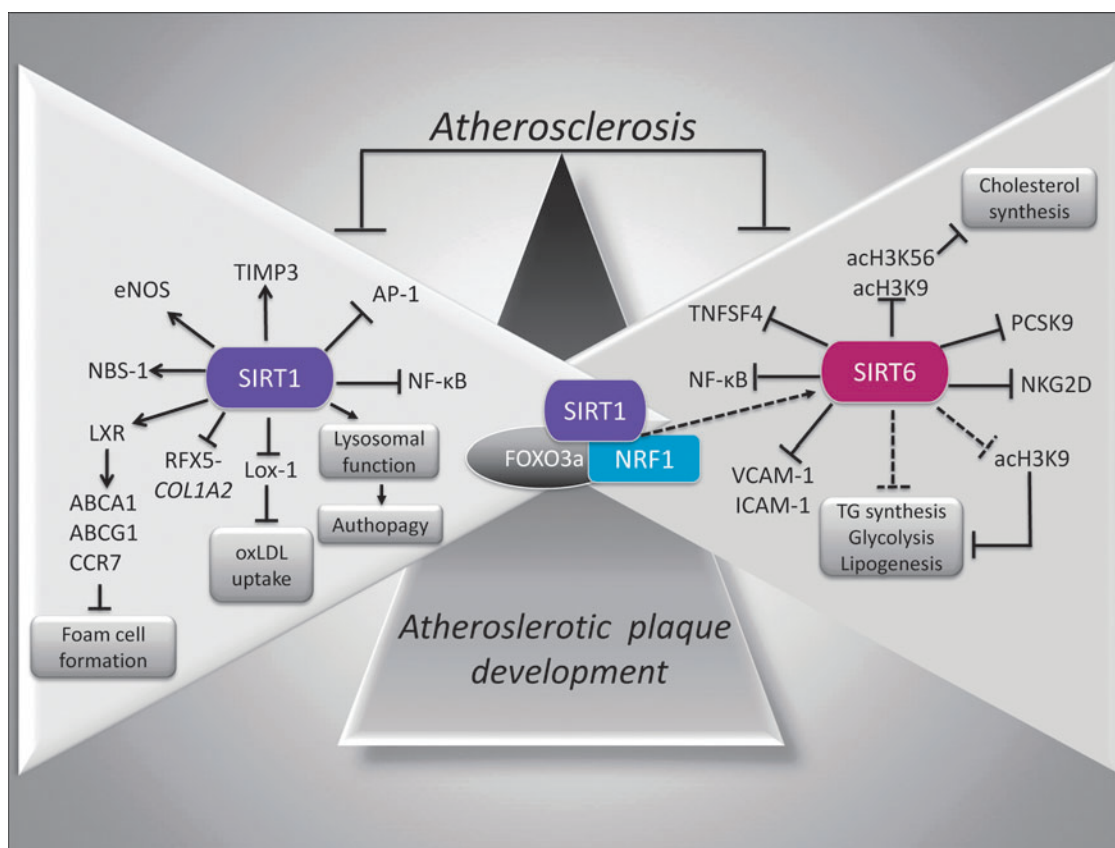 Atherosclerosis
TIMP3
eNOS
AP-1
NBS-1
SIRT1
NF-κB
LXR
RFX5-
COL1A2
Lox-1
Lysosomal
function
ABCA1
ABCG1
CCR7
oxLDL
uptake
Authopagy
Foam cell
formation
SIRT1
FOXO3a
NRF1
Cholesterol
synthesis
acH3K56
acH3K9
TNFSF4
PCSK9
NF-κB
SIRT6
NKG2D
VCAM-1
ICAM-1
acH3K9
TG synthesis
Glycolysis
Lipogenesis
Atheroslerotic plaque
development